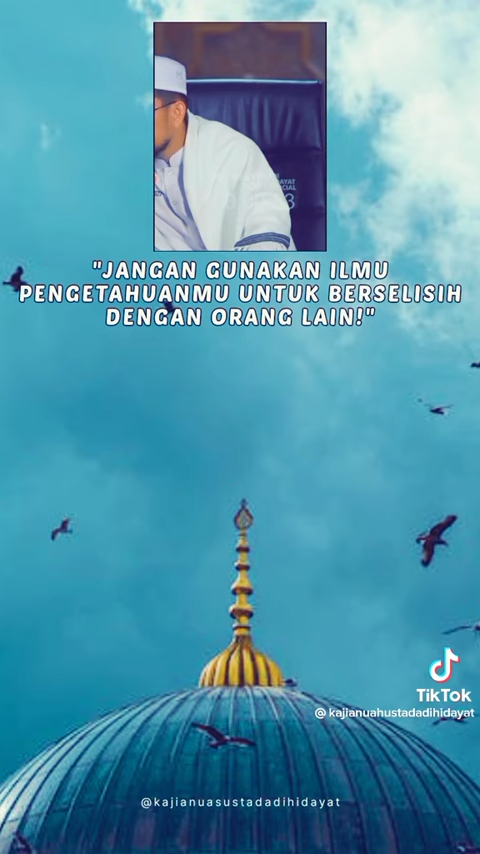 "JANGAN GUNAKAN ILMU
PENGETAHUANMU UNTUK BERSELISIH
DENGAN ORANG LAIN!"
TikTok
@ kajianuahustadadihidayat
@kajianuasustadadihidayat